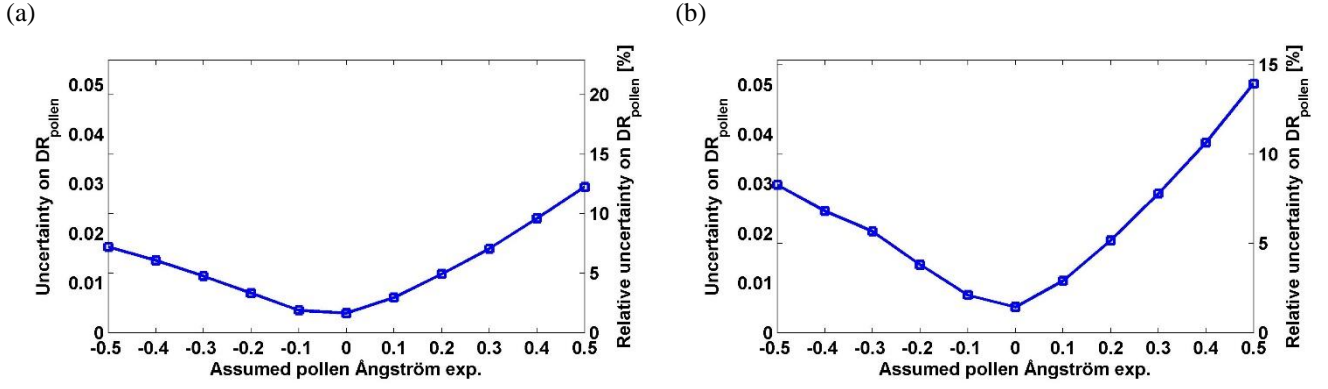 (a)
(b)
Uncertainty on DRpollen
0.05
0.04
0.03
0.02
0.01
0
20
15
10
5
0
Relative uncertainty on DRpollen [%]
-0.5 -0.4 -0.3 -0.2 -0.1 0 0.1 0.2 0.3 0.4 0.5
Assumed pollen Ångström exp.
Uncertainty on DRpollen
0.05
0.04
0.03
0.02
0.01
0
15
10
5
0
Relative uncertainty on DRpollen [%]
-0.5 -0.4 -0.3 -0.2 -0.1 0 0.1 0.2 0.3 0.4 0.5
Assumed pollen Ångström exp.